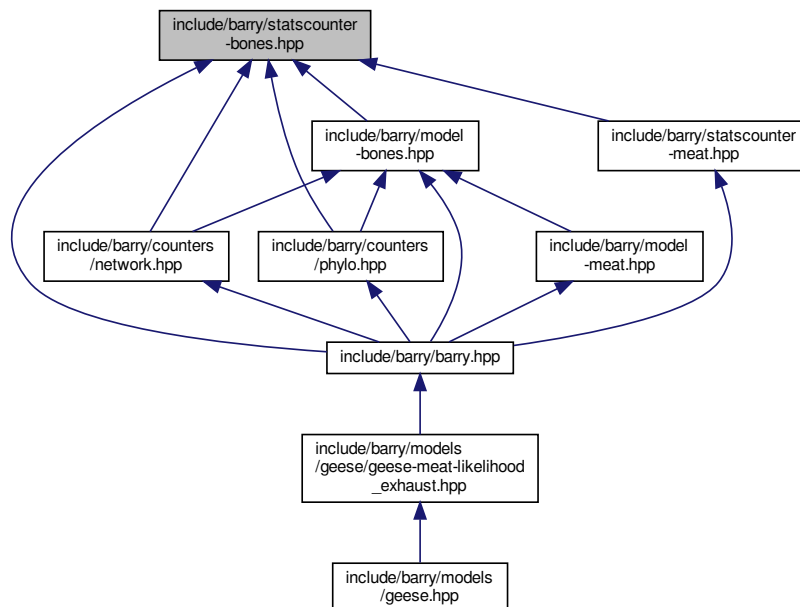 include/barry/statscounter
-bones.hpp
include/barry/model
-bones.hpp
include/barry/statscounter
-meat.hpp
include/barry/counters
/network.hpp
include/barry/counters
/phylo.hpp
include/barry/model
-meat.hpp
include/barry/barry.hpp
include/barry/models
/geese/geese-meat-likelihood
_exhaust.hpp
include/barry/models
/geese.hpp